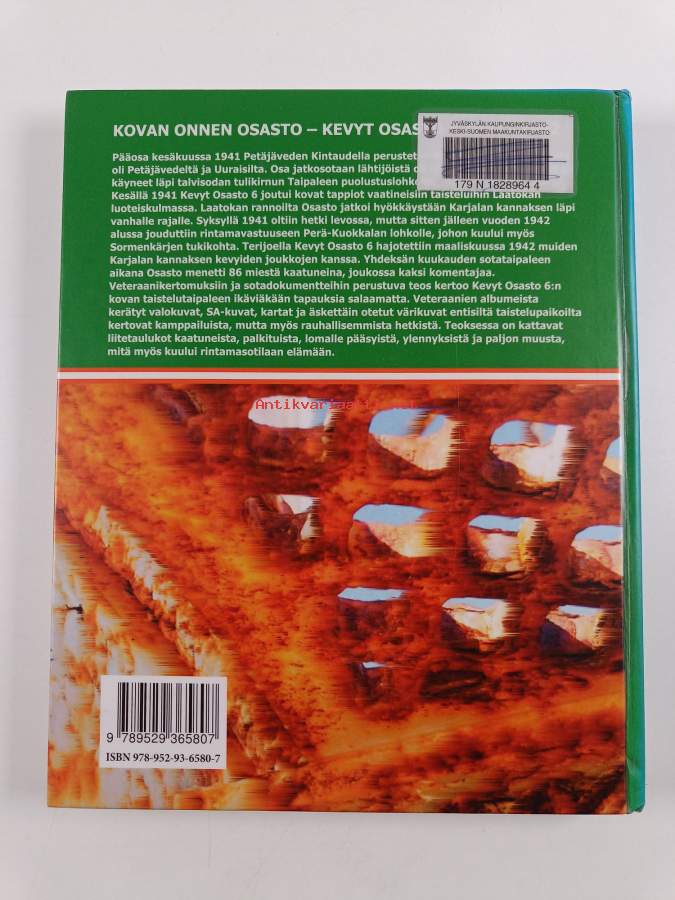 KOVAN ONNEN OSASTO – KEVYT OSAS
JYVÄSKYLÄN KAUPUNGINKIRJASTO-
KESKI-SUOMEN MAAKUNTAKIRJASTO
179 N 1828964 4
Pääosa kesäkuussa 1941 Petäjäveden Kintaudella
oli Petäjävedeltä ja Uuraisilta. Osa jatkosotaan lähtijöistä
käyneet läpi talvisodan tulikirnun Taipaleen puolustuslohk
Kesällä 1941 Kevyt Osasto 6 joutui kovat tappiot vaatineisiin taisteluihin Laatokan
luoteiskulmassa. Laatokan rannoilta Osasto jatkoi hyökkäystään Karjalan kannaksen läpi
vanhalle rajalle. Syksyllä 1941 oltiin hetki levossa, mutta sitten jälleen vuoden 1942
alussa jouduttiin rintamavastuuseen Perä-Kuokkalan lohkolle, johon kuului myös
Sormenkärjen tukikohta. Terijoella Kevyt Osasto 6 hajotettiin maaliskuussa 1942 muiden
Karjalan kannaksen kevyiden joukkojen kanssa. Yhdeksän kuukauden sotataipaleen
aikana Osasto menetti 86 miestä kaatuneina, joukossa kaksi komentajaa.
Veteraanikertomuksiin ja sotadokumentteihin perustuva teos kertoo Kevyt Osasto 6:n
kovan taistelutaipaleen ikäviäkään tapauksia salaamatta. Veteraanien albumeista
kerätyt valokuvat, SA-kuvat, kartat ja äskettäin otetut värikuvat entisiltä taistelupaikoilta
kertovat kamppailuista, mutta myös rauhallisemmista hetkistä. Teoksessa on kattavat
liitetaulukot kaatuneista, palkituista, lomalle pääsyistä, ylennyksistä ja paljon muusta,
mitä myös kuului rintamasotilaan elämään.
9 789529 365807
ISBN 978-952-93-6580-7